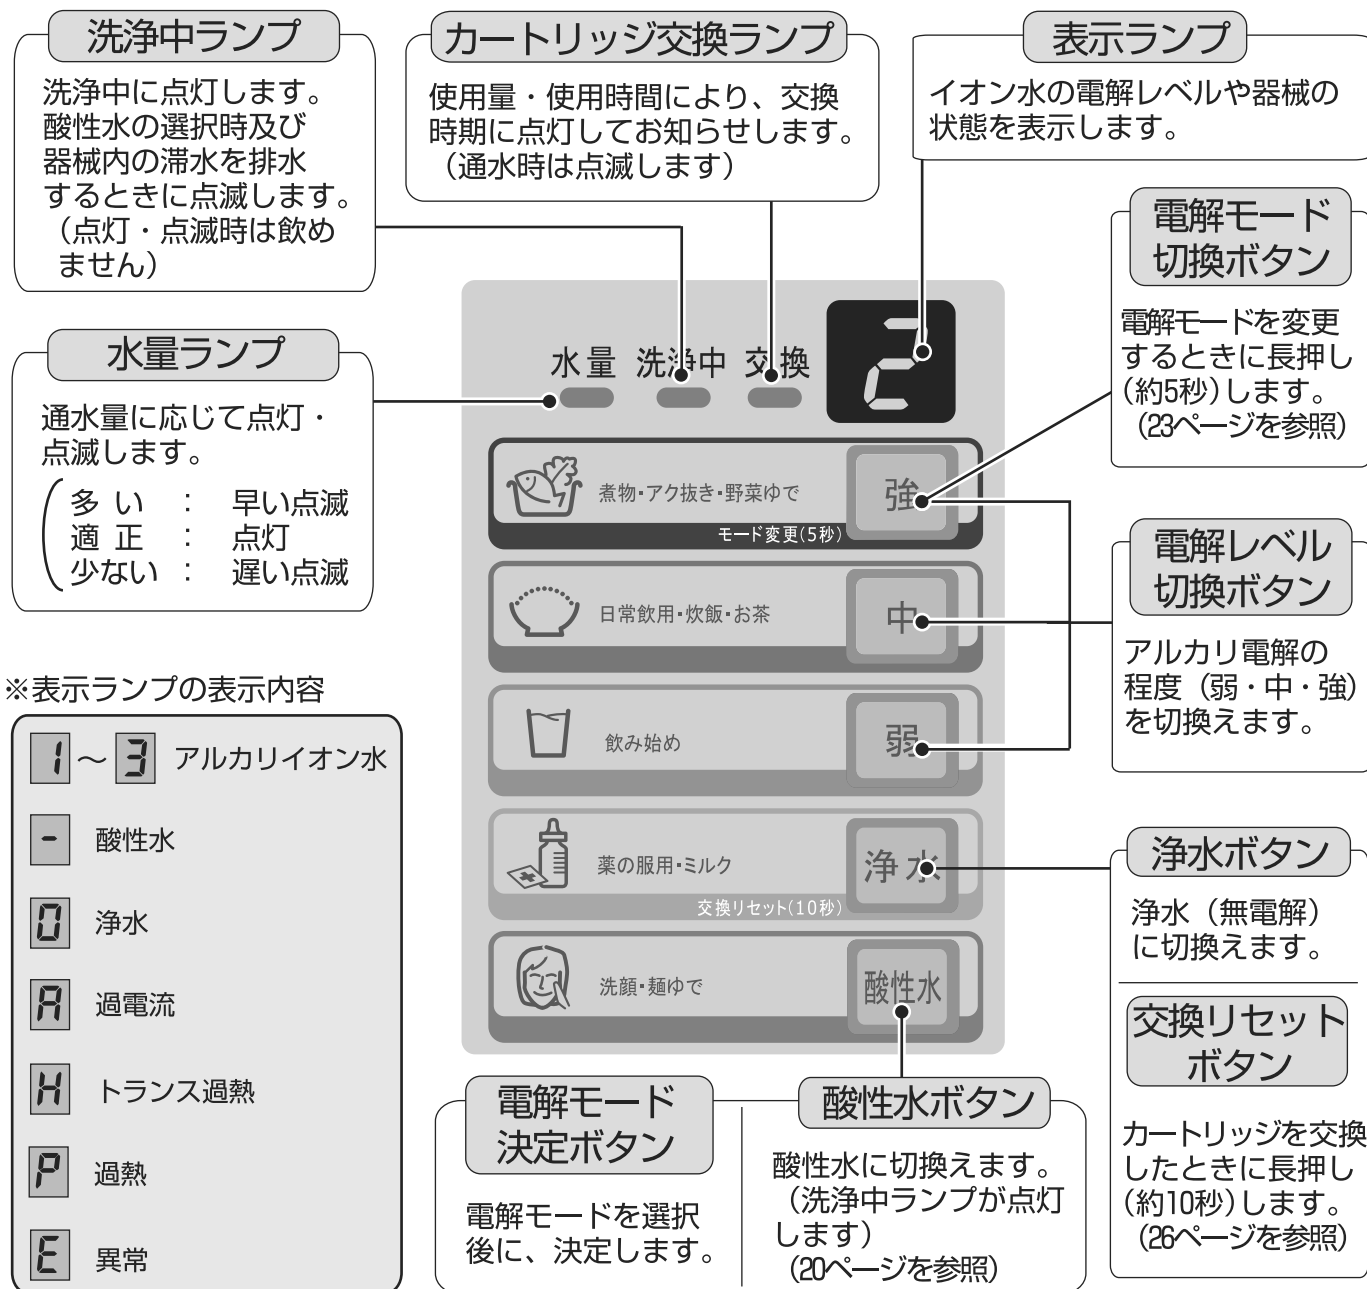 洗浄中ランプ
洗浄中に点灯します。
酸性水の選択時及び
器械内の滞水を排水
するときに点滅します。
（点灯・点滅時は飲め
ません）
カートリッジ交換ランプ
使用量・使用時間により、交換
時期に点灯してお知らせします。
（通水時は点滅します）
表示ランプ
イオン水の電解レベルや器械の
状態を表示します。
水量ランプ
通水量に応じて点灯・
点滅します。
多い ： 早い点滅
適正 ： 点灯
少ない ： 遅い点滅
電解モード
切換ボタン
電解モードを変更
するときに長押し
(約5秒)します。
（23ページを参照）
電解レベル
切換ボタン
アルカリ電解の
程度（弱・中・強）
を切換えます。
水量 洗浄中 交換
2
煮物・アク抜き・野菜ゆで
強
モード変更(5秒)
日常飲用・炊飯・お茶
中
飲み始め
弱
薬の服用・ミルク
浄水
交換リセット(10秒)
洗顔・麺ゆで
酸性水
※表示ランプの表示内容
1～3 アルカリイオン水
- 酸性水
0 浄水
A 過電流
H トランス過熱
P 過熱
E 異常
電解モード
決定ボタン
電解モードを選択
後に、決定します。
酸性水ボタン
酸性水に切換えます。
（洗浄中ランプが点灯
します）
（20ページを参照）
浄水ボタン
浄水（無電解）
に切換えます。
交換リセット
ボタン
カートリッジを交換
したときに長押し
(約10秒)します。
（26ページを参照）